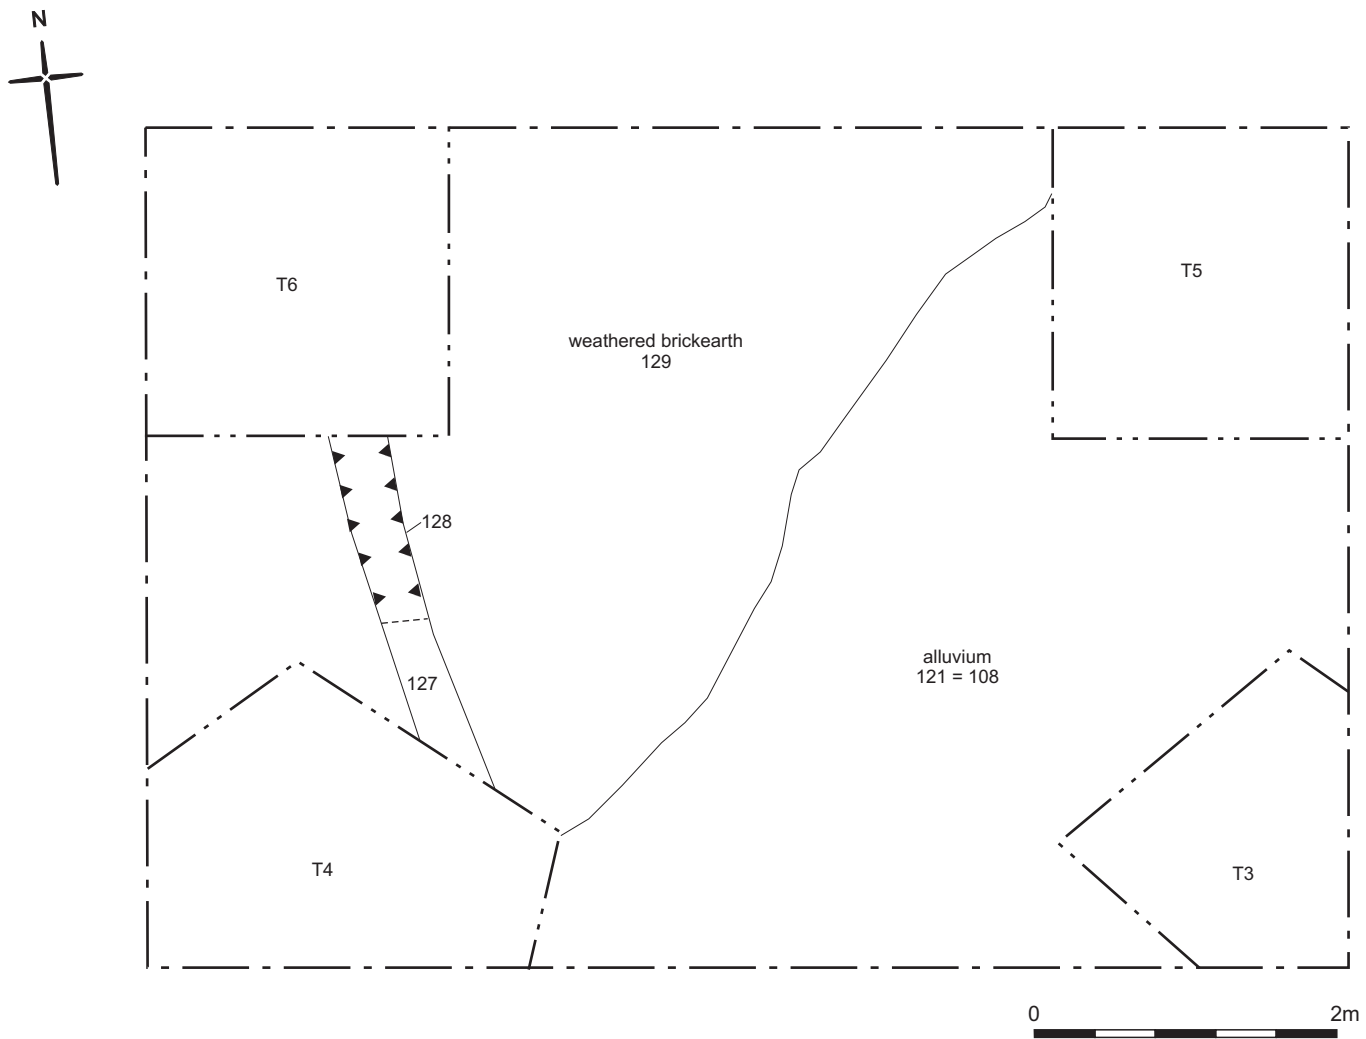 N
T6
T5
weathered brickearth
129
128
alluvium
121 = 108
127
T4
T3
0 2m